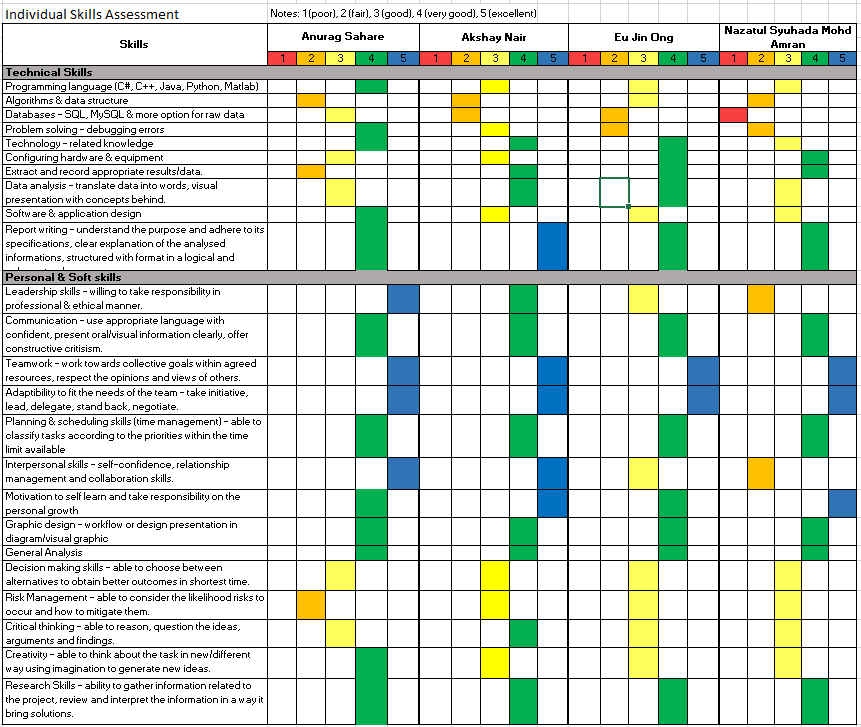 Individual Skills Assessment
Notes: 1 (poor), 2 (fair), 3 (good), 4 (very good), 5 (excellent)
Skills
Anurag Sahare
Akshay Nair
Eu Jin Ong
Nazatul Syuhada Mohd
Amran
1 2 3 4 5 1 2 3 4 5 1 2 3 4 5 1 2 3 4 5
Technical Skills
Programming language (C#, C++, Java, Python, Matlab)
Algorithms & data structure
Databases - SQL, MySQL & more option for raw data
Problem solving - debugging errors
Technology - related knowledge
Configuring hardware & equipment
Extract and record appropriate results/data.
Data analysis - translate data into words, visual
presentation with concepts behind.
Software & application design
Report writing - understand the purpose and adhere to its
specifications, clear explanation of the analysed
informations, structured with format in a logical and
Personal & Soft skills
Leadership skills - willing to take responsibility in
professional & ethical manner.
Communication - use appropriate language with
confident, present oral/visual information clearly, offer
constructive critisism.
Teamwork - work towards collective goals within agreed
resources, respect the opinions and views of others.
Adaptibility to fit the needs of the team - take initiative,
lead, delegate, stand back, negotiate.
Planning & scheduling skills (time management) - able to
classify tasks according to the priorities within the time
limit available
Interpersonal skills - self-confidence, relationship
management and collaboration skills.
Motivation to self learn and take responsibility on the
personal growth
Graphic design - workflow or design presentation in
diagram/visual graphic
General Analysis
Decision making skills - able to choose between
alternatives to obtain better outcomes in shortest time.
Risk Management - able to consider the likelihood risks to
occur and how to mitigate them.
Critical thinking - able to reason, question the ideas,
arguments and findings.
Creativity - able to think about the task in new/different
way using imagination to generate new ideas.
Research Skills - ability to gather information related to
the project, review and interpret the information in a way it
bring solutions.